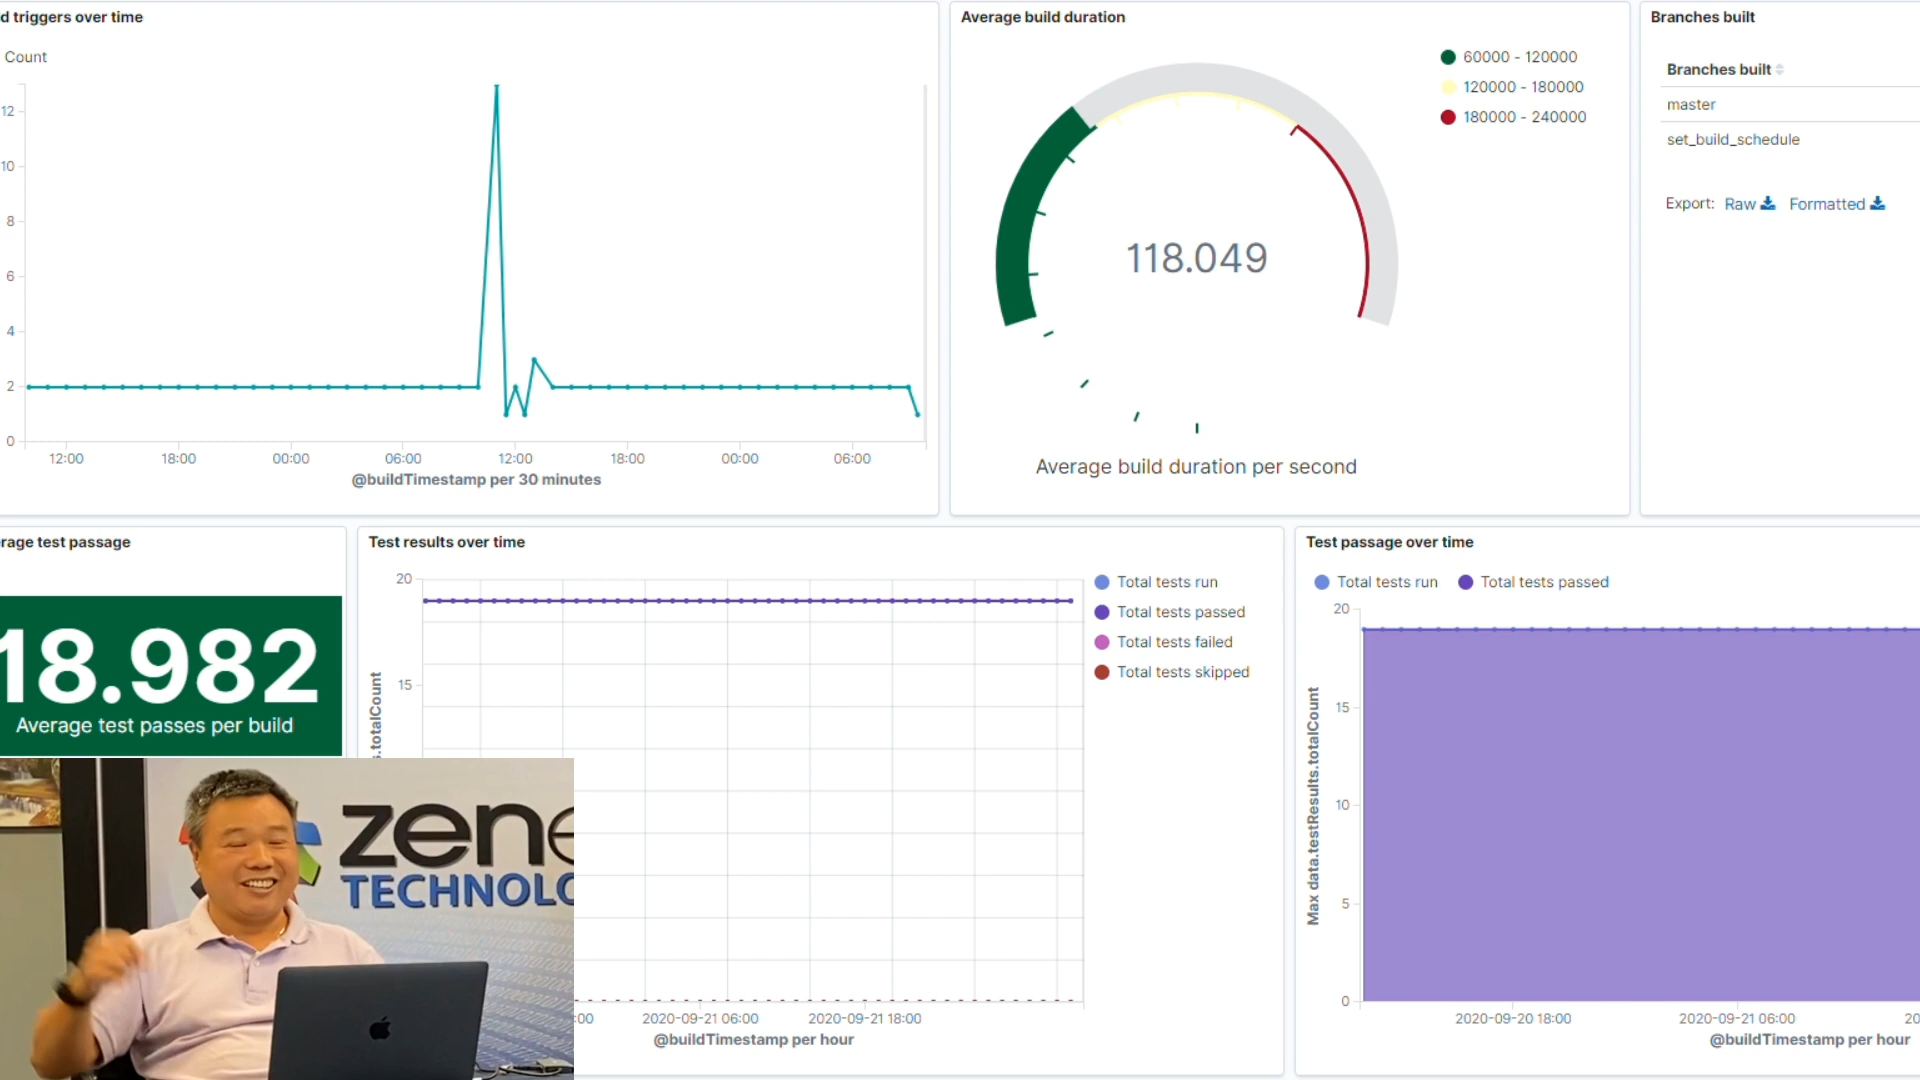 d triggers over time
Count
12
10
8
6
4
2
0
12:00
18:00
00:00
06:00
12:00
18:00
00:00
06:00
@buildTimestamp per 30 minutes
Average build duration
60000 - 120000
120000 - 180000
180000 - 240000
118.049
Average build duration per second
Branches built
Branches built
master
set_build_schedule
Export: Raw Formatted
rage test passage
18.982
Average test passes per build
Test results over time
20
15
s.totalCount
Total tests run
Total tests passed
Total tests failed
Total tests skipped
:00
2020-09-21 06:00
2020-09-21 18:00
@buildTimestamp per hour
Test passage over time
Total tests run
Total tests passed
20
15
10
5
0
Max data.testResults.totalCount
2020-09-20 18:00
2020-09-21 06:00
20
@buildTimestamp per hour
zen
TECHNOLO